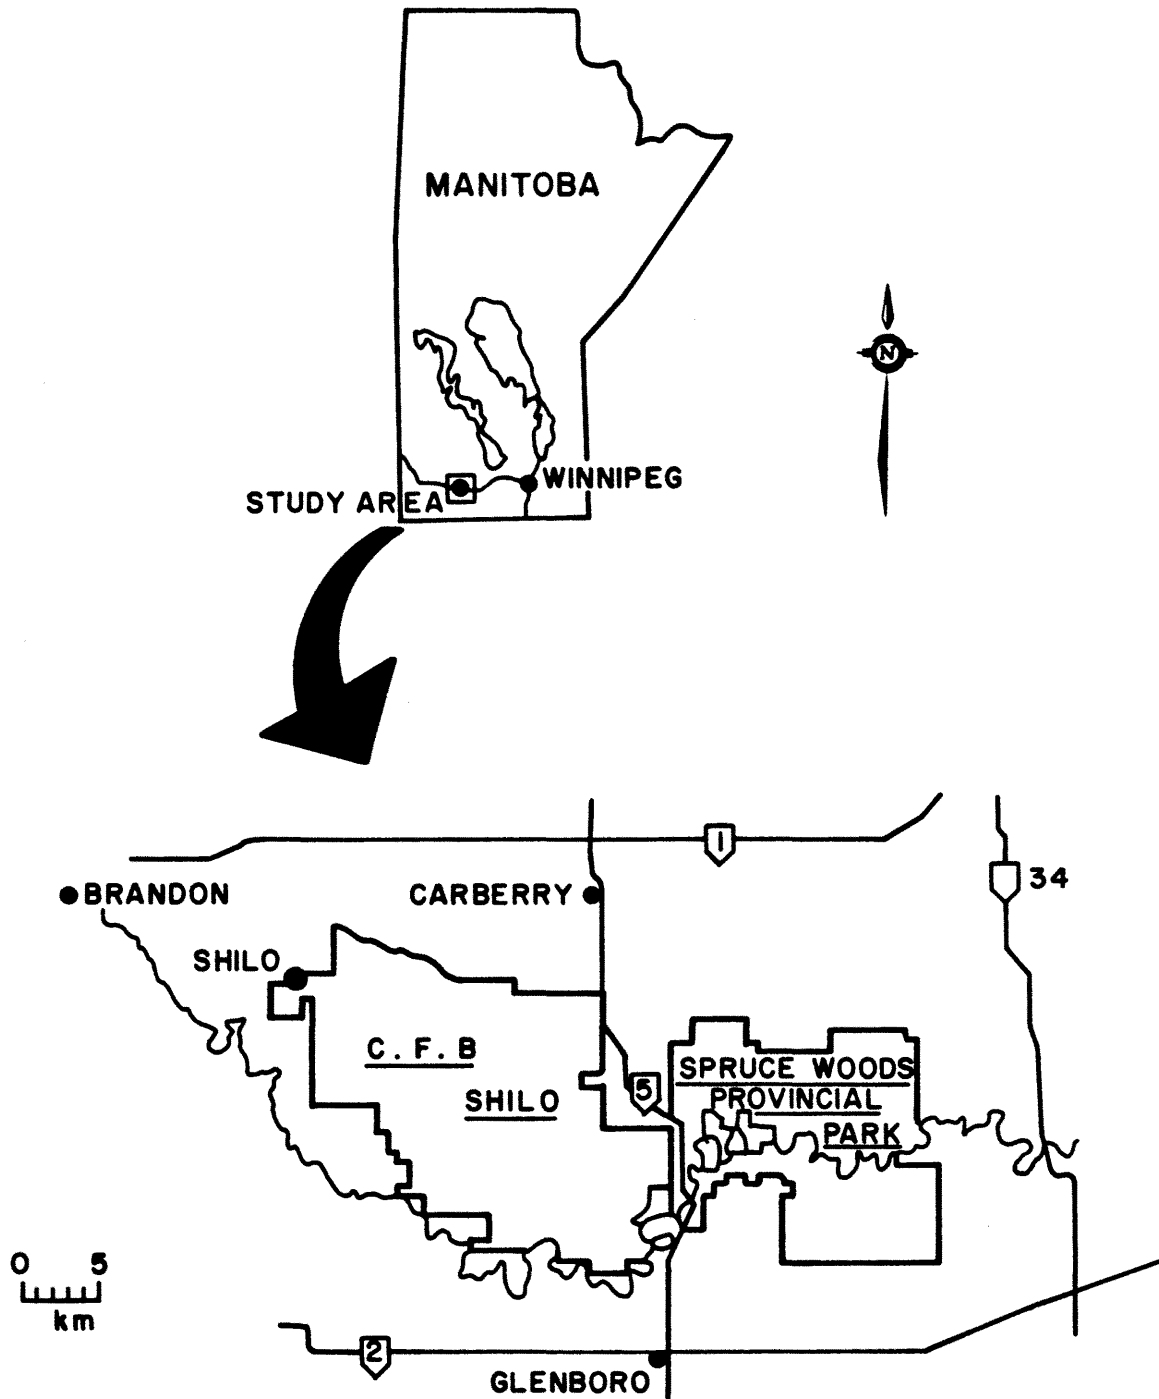 MANITOBA
N
WINNIPEG
STUDY AREA
1
34
BRANDON
CARBERRY
SHILO
C. F. B
SHILO
5
SPRUCE WOODS
PROVINCIAL
PARK
0 5
km
2
GLENBORO